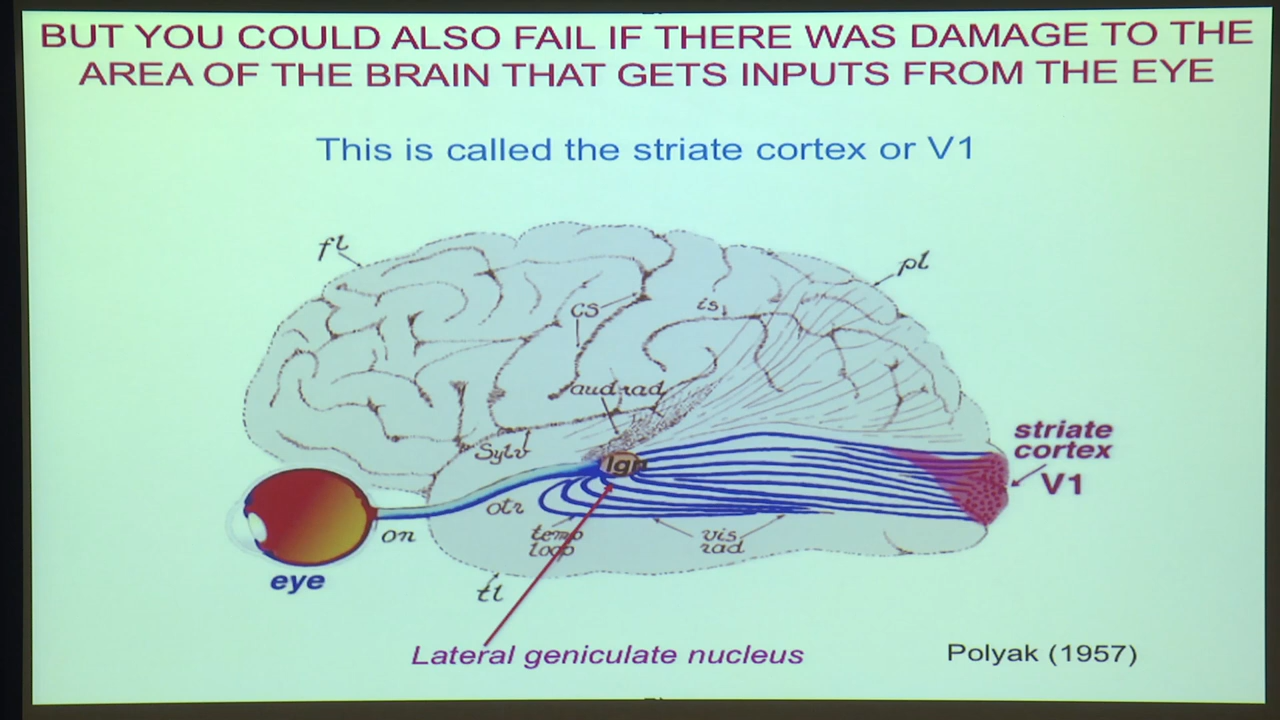 BUT YOU COULD ALSO FAIL IF THERE WAS DAMAGE TO THE
AREA OF THE BRAIN THAT GETS INPUTS FROM THE EYE
This is called the striate cortex or V1
fl
pl
cs
is
aud rad
striate
cortex
V1
Sylv
lgn
otr
on
temp
loop
vis
rad
eye
tl
Lateral geniculate nucleus
Polyak (1957)